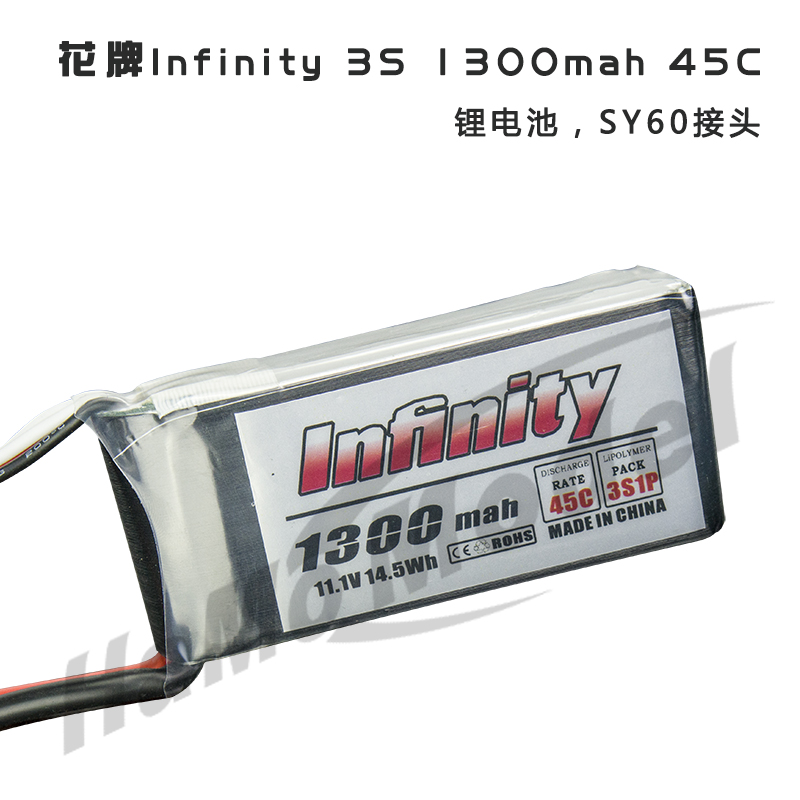 花牌Infinity 3S 1300mah 45C
锂电池，SY60接头
Infinity
1300 mah
11.1V 14.5Wh
CE ROHS
DISCHARGE
RATE
45C
LIPOLYMER
PACK
3S1P
MADE IN CHINA
HaMoModel